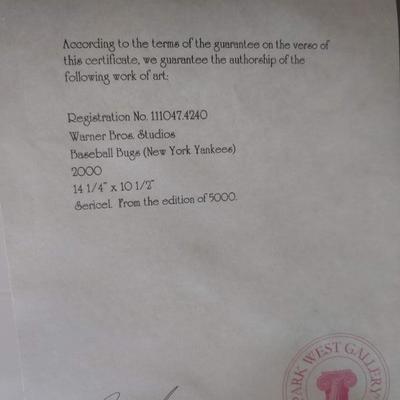 According to the terms of the guarantee on the verso of
this certificate, we guarantee the authorship of the
following work of art:
Registration No. 111047.4240
Warner Bros. Studios
Baseball Bugs (New York Yankees)
2000
14 1/4" x 10 1/2"
Sericel. From the edition of 5000.
PARK WEST GALLERY